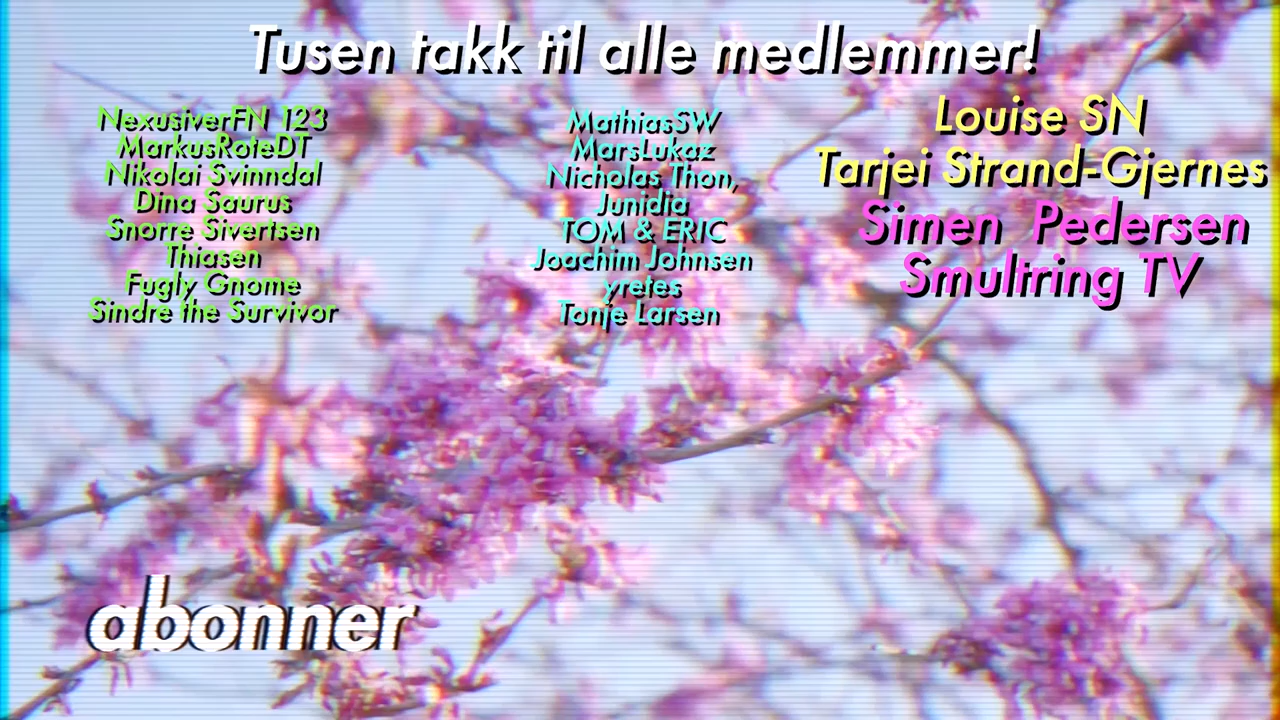 Tusen takk til alle medlemmer!
NexusiverFN 123
MarkusRoteDT
Nikolai Svinndal
Dina Saurus
Snorre Sivertsen
Thiasen
Fugly Gnome
Sindre the Survivor
MathiasSW
MarsLukaz
Nicholas Thon,
Junidia
TOM & ERIC
Joachim Johnsen
yretes
Tonje Larsen
Louise SN
Tarjei Strand-Gjernes
Simen Pedersen
Smultring TV
abonner